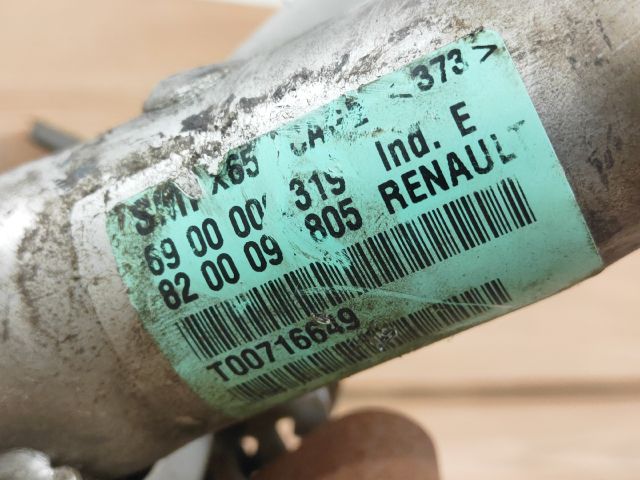 X65 373 >
69 00 00 319 Ind. E
82 00 09 805 RENAULT
T00716649